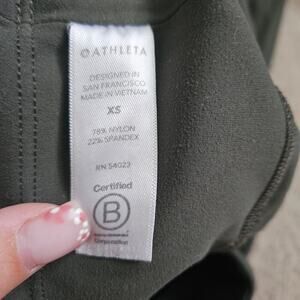 ATHLETA
DESIGNED IN
SAN FRANCISCO
MADE IN VIETNAM
XS
78% NYLON
22% SPANDEX
RN 54023
Certified
B
Corporation